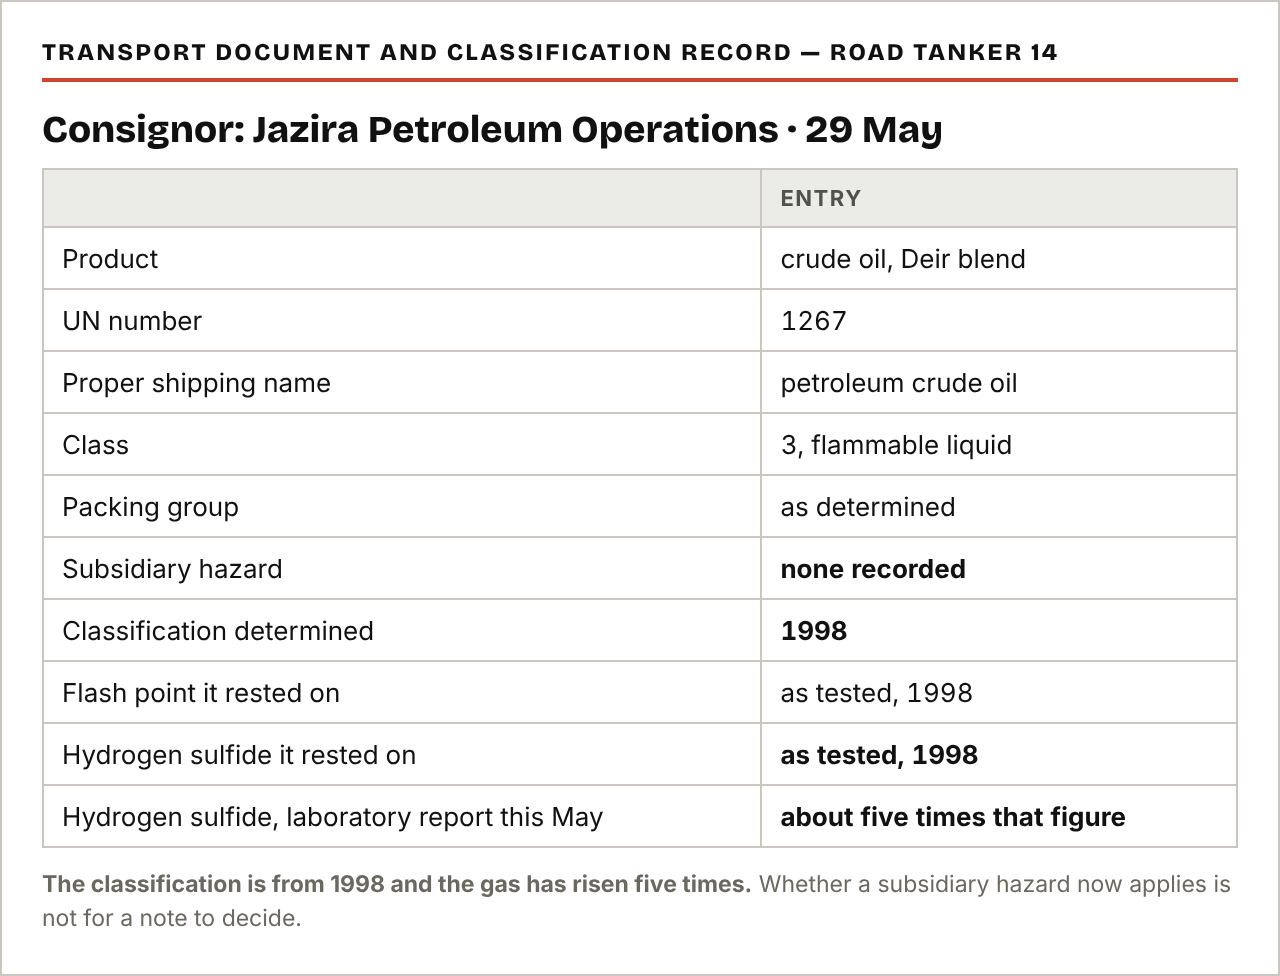 TRANSPORT DOCUMENT AND CLASSIFICATION RECORD — ROAD TANKER 14
Consignor: Jazira Petroleum Operations · 29 May
ENTRY
Product crude oil, Deir blend
UN number 1267
Proper shipping name petroleum crude oil
Class 3, flammable liquid
Packing group as determined
Subsidiary hazard none recorded
Classification determined 1998
Flash point it rested on as tested, 1998
Hydrogen sulfide it rested on as tested, 1998
Hydrogen sulfide, laboratory report this May about five times that figure
The classification is from 1998 and the gas has risen five times. Whether a subsidiary hazard now applies is
not for a note to decide.